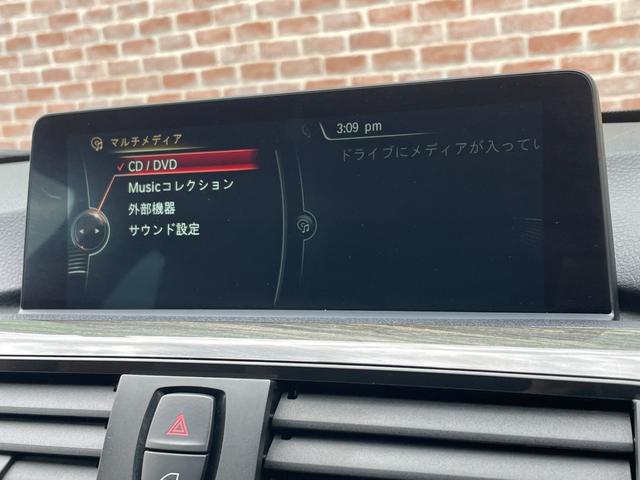 マルチメディア
3:09 pm
CD / DVD
ドライブにメディアが入ってい
Musicコレクション
外部機器
サウンド設定